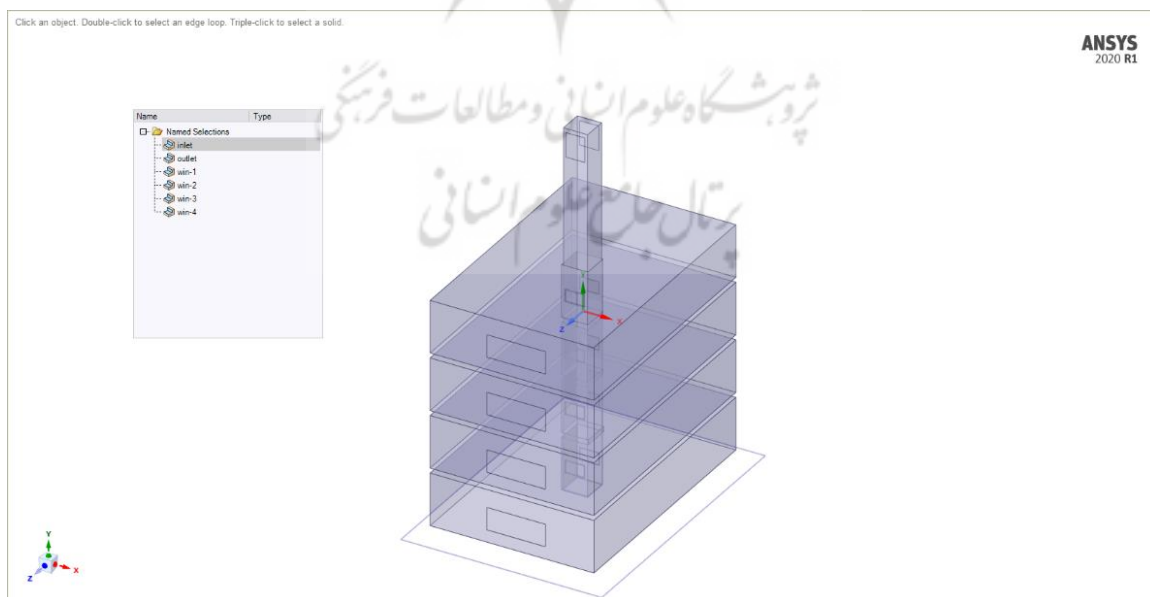 Click an object. Double-click to select an edge loop. Triple-click to select a solid.
ANSYS
2020 R1
پژوهشگاه علوم انسانی و مطالعات فرهنگی
پرتال جامع علوم انسانی
Name Type
Named Selections
inlet
outlet
win-1
win-2
win-3
win-4
Y
X
Z
Y
X
Z